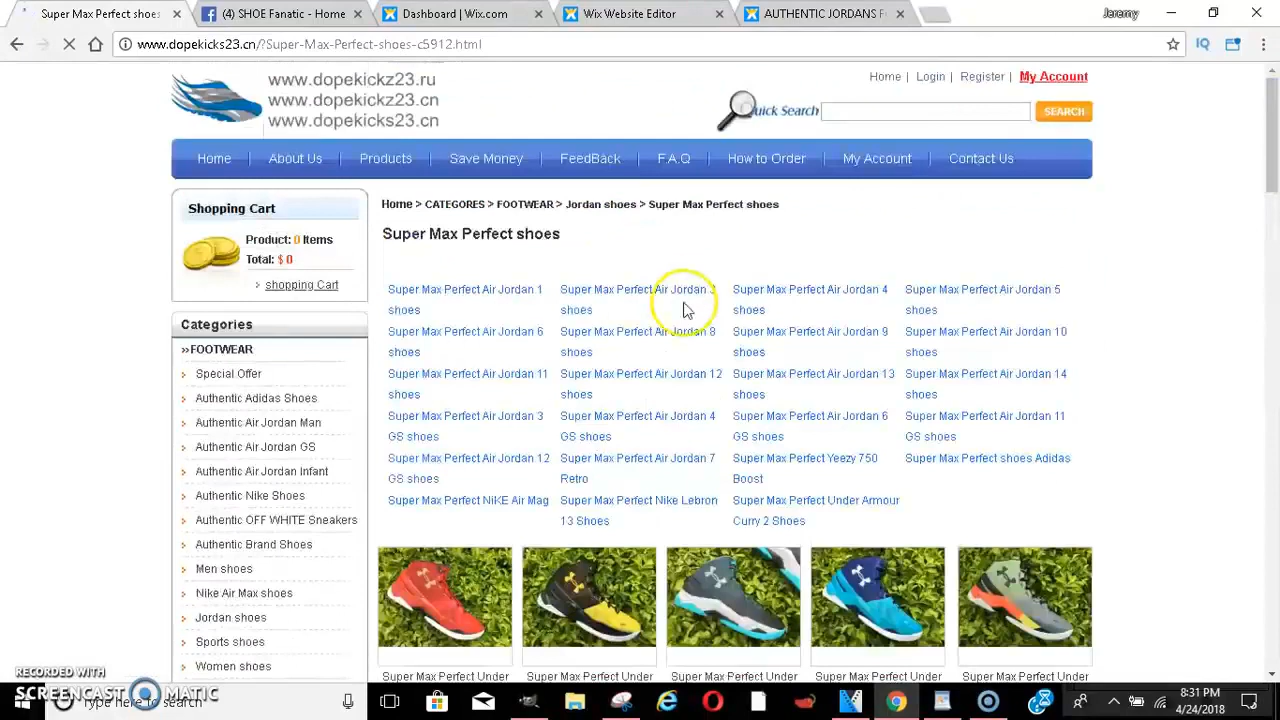 Super Max Perfect shoes
(4) SHOE Fanatic - Home
Dashboard | Wix.com
Wix Website Editor
AUTHENTIC JORDANS F
Jeremy
www.dopekicks23.cn/?Super-Max-Perfect-shoes-c5912.html
www.dopekickz23.ru
www.dopekickz23.cn
www.dopekicks23.cn
Home | Login | Register | My Account
Quick Search
SEARCH
Home
About Us
Products
Save Money
FeedBack
F.A.Q
How to Order
My Account
Contact Us
Shopping Cart
Product: 0 Items
Total: $ 0
shopping Cart
Home > CATEGORES > FOOTWEAR > Jordan shoes > Super Max Perfect shoes
Super Max Perfect shoes
Super Max Perfect Air Jordan 1 shoes
Super Max Perfect Air Jordan 3 shoes
Super Max Perfect Air Jordan 4 shoes
Super Max Perfect Air Jordan 5 shoes
Super Max Perfect Air Jordan 6 shoes
Super Max Perfect Air Jordan 8 shoes
Super Max Perfect Air Jordan 9 shoes
Super Max Perfect Air Jordan 10 shoes
Super Max Perfect Air Jordan 11 shoes
Super Max Perfect Air Jordan 12 shoes
Super Max Perfect Air Jordan 13 shoes
Super Max Perfect Air Jordan 14 shoes
Super Max Perfect Air Jordan 3 GS shoes
Super Max Perfect Air Jordan 4 GS shoes
Super Max Perfect Air Jordan 6 GS shoes
Super Max Perfect Air Jordan 11 GS shoes
Super Max Perfect Air Jordan 12 GS shoes
Super Max Perfect Air Jordan 7 Retro
Super Max Perfect Yeezy 750 Boost
Super Max Perfect shoes Adidas
Super Max Perfect NiKE Air Mag
Super Max Perfect Nike Lebron 13 Shoes
Super Max Perfect Under Armour Curry 2 Shoes
Categories
»FOOTWEAR
Special Offer
Authentic Adidas Shoes
Authentic Air Jordan Man
Authentic Air Jordan GS
Authentic Air Jordan Infant
Authentic Nike Shoes
Authentic OFF WHITE Sneakers
Authentic Brand Shoes
Men shoes
Nike Air Max shoes
Jordan shoes
Sports shoes
Women shoes
Super Max Perfect Under
Super Max Perfect Under
Super Max Perfect Under
Super Max Perfect Under
Super Max Perfect Under
RECORDED WITH
SCREENCAST MATIC
Type here to search
8:31 PM
4/24/2018